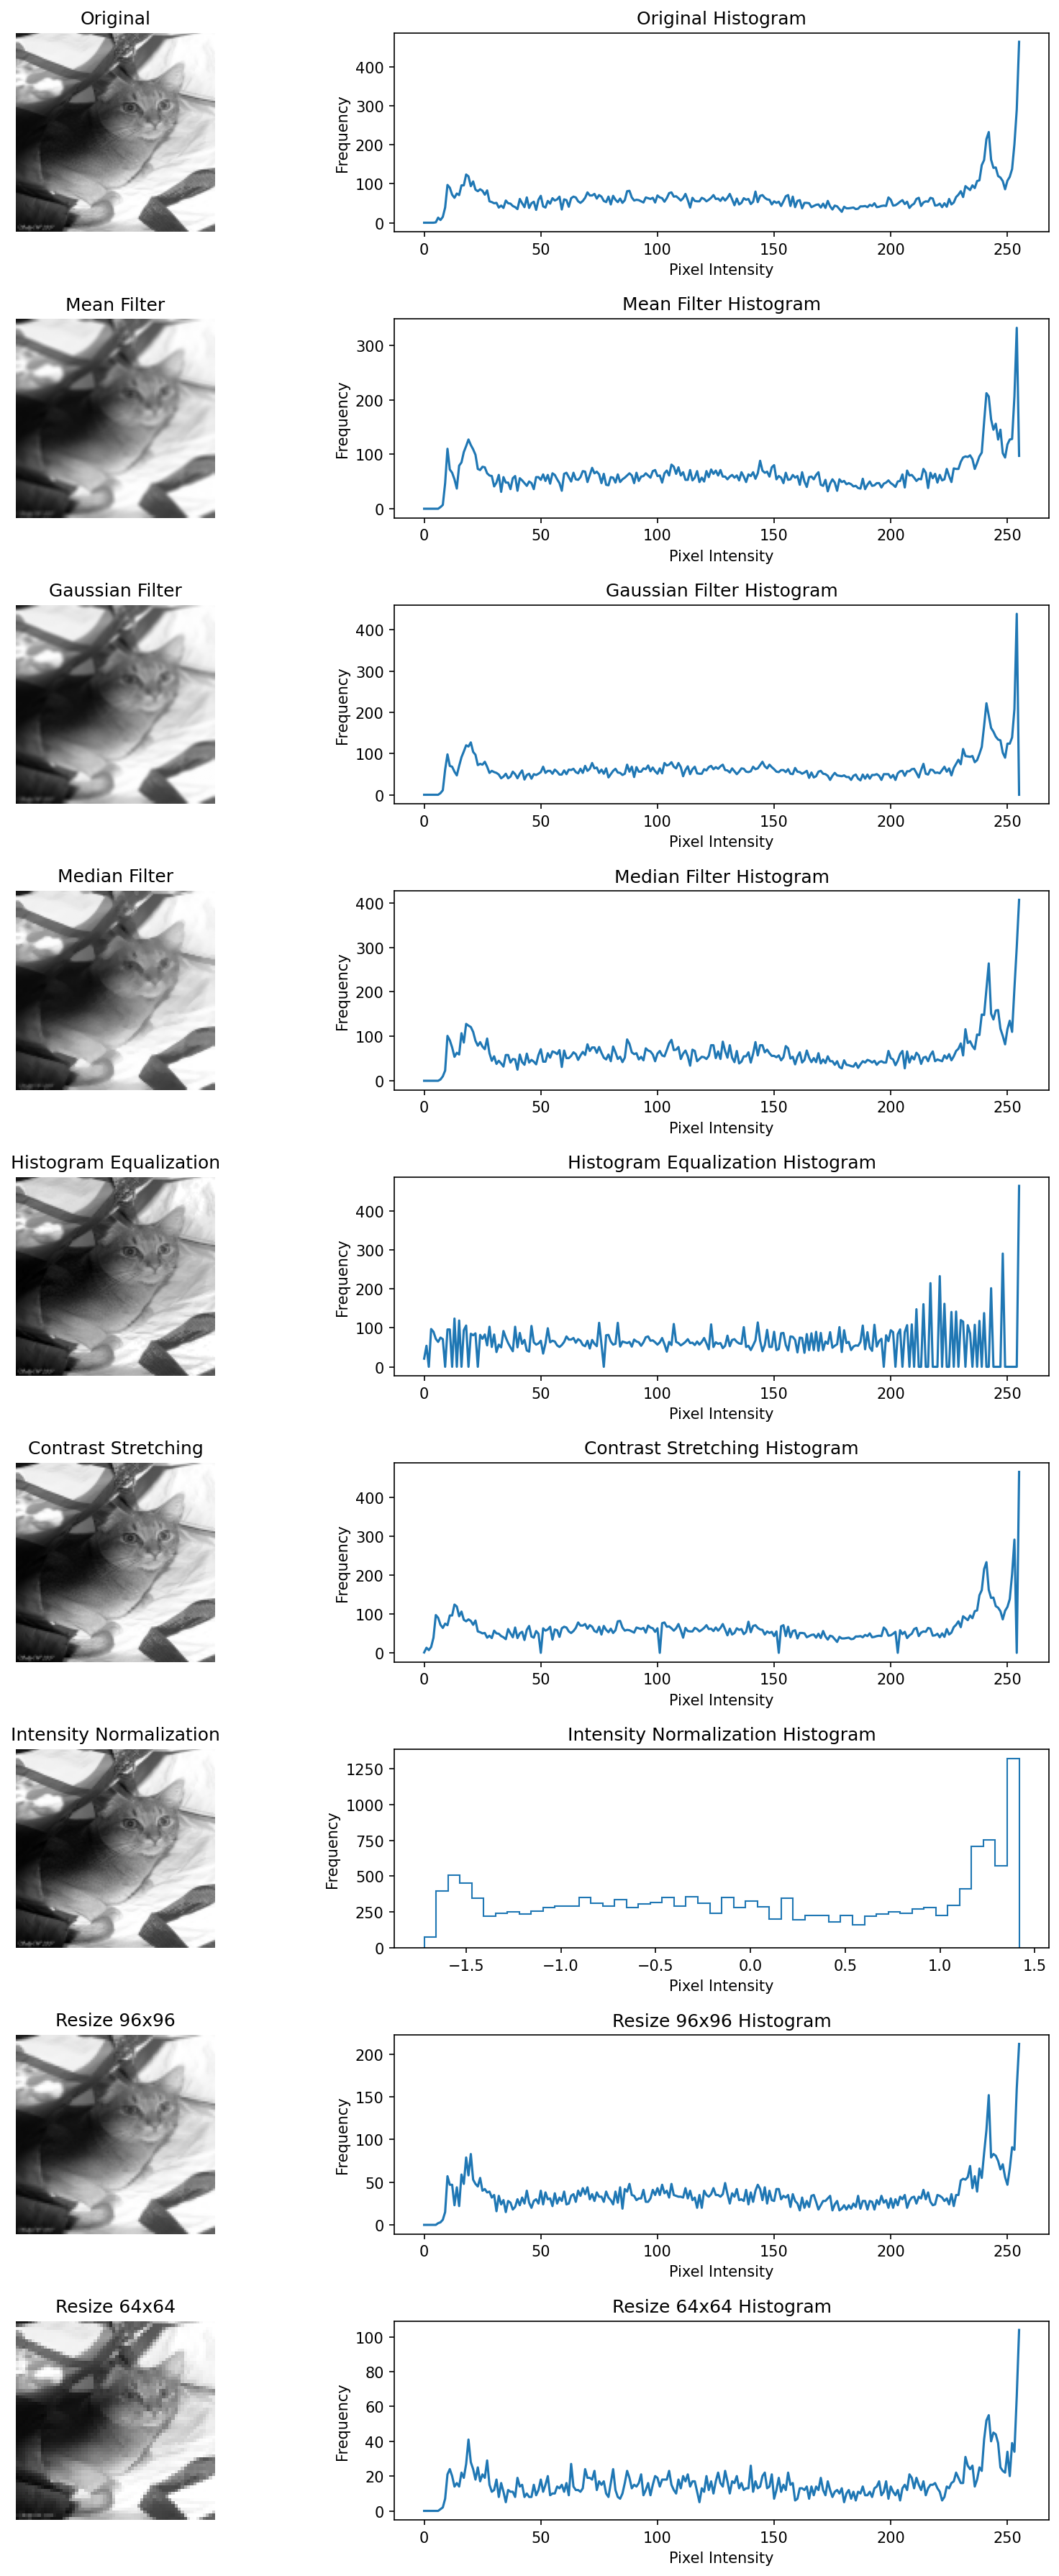 Original
Original Histogram
Frequency
400
300
200
100
0
0 50 100 150 200 250
Pixel Intensity
Mean Filter
Mean Filter Histogram
Frequency
300
200
100
0
0 50 100 150 200 250
Pixel Intensity
Gaussian Filter
Gaussian Filter Histogram
Frequency
400
300
200
100
0
0 50 100 150 200 250
Pixel Intensity
Median Filter
Median Filter Histogram
Frequency
400
300
200
100
0
0 50 100 150 200 250
Pixel Intensity
Histogram Equalization
Histogram Equalization Histogram
Frequency
400
300
200
100
0
0 50 100 150 200 250
Pixel Intensity
Contrast Stretching
Contrast Stretching Histogram
Frequency
400
300
200
100
0
0 50 100 150 200 250
Pixel Intensity
Intensity Normalization
Intensity Normalization Histogram
Frequency
1250
1000
750
500
250
0
−1.5 −1.0 −0.5 0.0 0.5 1.0 1.5
Pixel Intensity
Resize 96x96
Resize 96x96 Histogram
Frequency
200
150
100
50
0
0 50 100 150 200 250
Pixel Intensity
Resize 64x64
Resize 64x64 Histogram
Frequency
100
80
60
40
20
0
0 50 100 150 200 250
Pixel Intensity